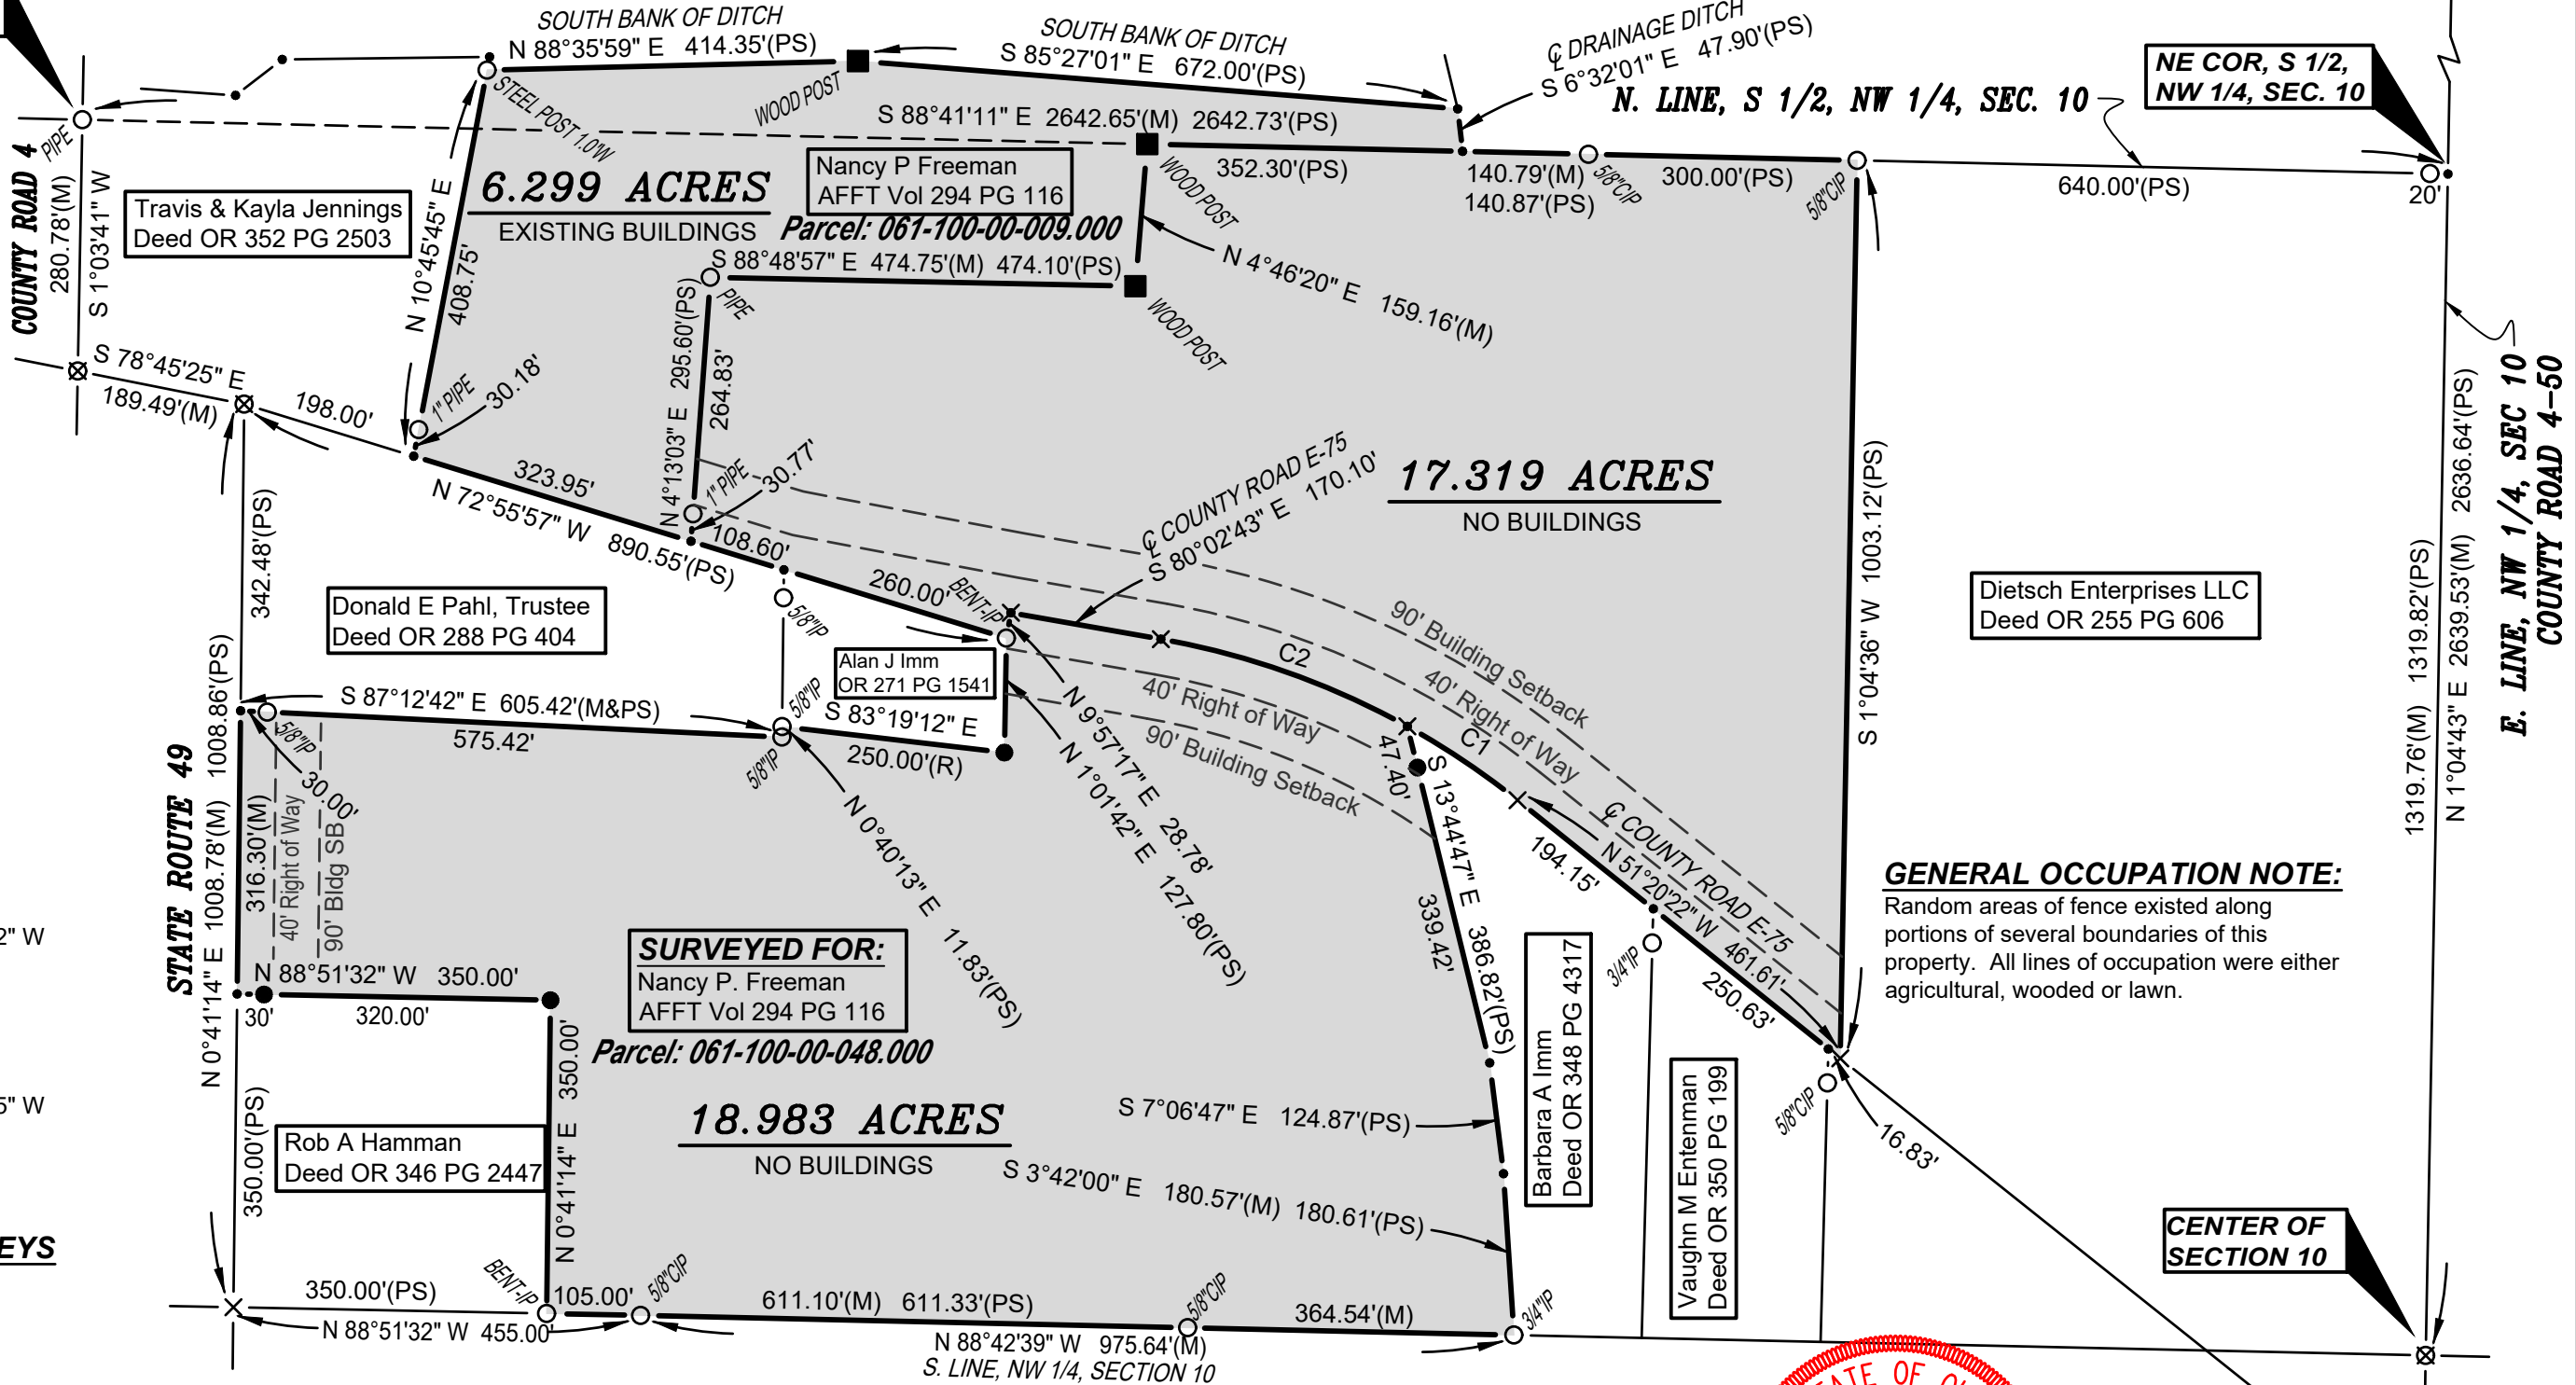 SOUTH BANK OF DITCH
N 88°35'59" E 414.35'(PS)
SOUTH BANK OF DITCH
S 85°27'01" E 672.00'(PS)
℄ DRAINAGE DITCH
S 6°32'01" E 47.90'(PS)
NE COR, S 1/2,
NW 1/4, SEC. 10
N. LINE, S 1/2, NW 1/4, SEC. 10
STEEL POST 1.0'W
WOOD POST
S 88°41'11" E 2642.65'(M) 2642.73'(PS)
COUNTY ROAD 4
PIPE
280.78'(M)
S 1°03'41" W
Travis & Kayla Jennings
Deed OR 352 PG 2503
N 10°45'45" E
408.75'
6.299 ACRES
EXISTING BUILDINGS
Nancy P Freeman
AFFT Vol 294 PG 116
Parcel: 061-100-00-009.000
352.30'(PS)
WOOD POST
140.79'(M)
140.87'(PS)
5/8"CIP
300.00'(PS)
5/8"CIP
640.00'(PS)
20'
S 88°48'57" E 474.75'(M) 474.10'(PS)
PIPE
WOOD POST
N 4°46'20" E 159.16'(M)
S 78°45'25" E
189.49'(M)
198.00'
1" PIPE
30.18'
N 4°13'03" E 295.60'(PS)
264.83'
1" PIPE
30.77'
323.95'
N 72°55'57" W 890.55'(PS)
108.60'
260.00'
BENT-IP
5/8"IP
℄ COUNTY ROAD E-75
S 80°02'43" E 170.10'
17.319 ACRES
NO BUILDINGS
S 1°04'36" W 1003.12'(PS)
E. LINE, NW 1/4, SEC 10
COUNTY ROAD 4-50
1319.76'(M) 1319.82'(PS)
N 1°04'43" E 2639.53'(M) 2636.64'(PS)
Dietsch Enterprises LLC
Deed OR 255 PG 606
342.48'(PS)
Donald E Pahl, Trustee
Deed OR 288 PG 404
Alan J Imm
OR 271 PG 1541
S 87°12'42" E 605.42'(M&PS)
575.42'
5/8"IP
5/8"IP
5/8"IP
S 83°19'12" E
250.00'(R)
30.00'
N 9°57'17" E 28.78'
N 1°01'42" E 127.80'(PS)
N 0°40'13" E 11.83'(PS)
40' Right of Way
90' Building Setback
C2
C1
90' Building Setback
40' Right of Way
47.40'
S 13°44'47" E 386.82'(PS)
339.42'
194.15'
N 51°20'22" W 461.61'
℄ COUNTY ROAD E-75
250.63'
STATE ROUTE 49
N 0°41'14" E 1008.78'(M) 1008.86'(PS)
316.30'(M)
40' Right of Way
90' Bldg SB
N 88°51'32" W 350.00'
30'
320.00'
GENERAL OCCUPATION NOTE:
Random areas of fence existed along
portions of several boundaries of this
property. All lines of occupation were either
agricultural, wooded or lawn.
2" W
SURVEYED FOR:
Nancy P. Freeman
AFFT Vol 294 PG 116
Parcel: 061-100-00-048.000
18.983 ACRES
NO BUILDINGS
Barbara A Imm
Deed OR 348 PG 4317
3/4"IP
Vaughn M Entenman
Deed OR 350 PG 199
5/8"CIP
16.83'
5" W
S 7°06'47" E 124.87'(PS)
S 3°42'00" E 180.57'(M) 180.61'(PS)
Rob A Hamman
Deed OR 346 PG 2447
350.00'(PS)
N 0°41'14" E 350.00'
EYS
CENTER OF
SECTION 10
350.00'(PS)
BENT-IP
105.00'
5/8"CIP
611.10'(M) 611.33'(PS)
5/8"CIP
364.54'(M)
3/4"IP
N 88°51'32" W 455.00'
N 88°42'39" W 975.64'(M)
S. LINE, NW 1/4, SECTION 10
ATE OF O